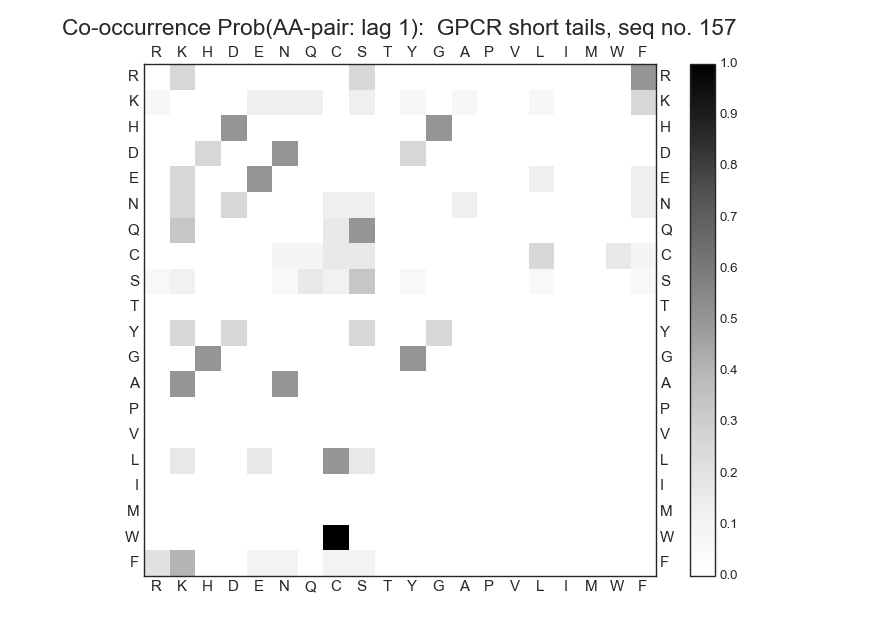 Co-occurrence Prob(AA-pair: lag 1):  GPCR short tails, seq no. 157
R K H D E N Q C S T Y G A P V L I M W F
R R 1.0
K K 0.9
H H
D D 0.8
E E
N N 0.7
Q Q
C C 0.6
S S
T T 0.5
Y Y
G G 0.4
A A
P P 0.3
V V
L L 0.2
I I
M M 0.1
W W
F F 0.0
R K H D E N Q C S T Y G A P V L I M W F